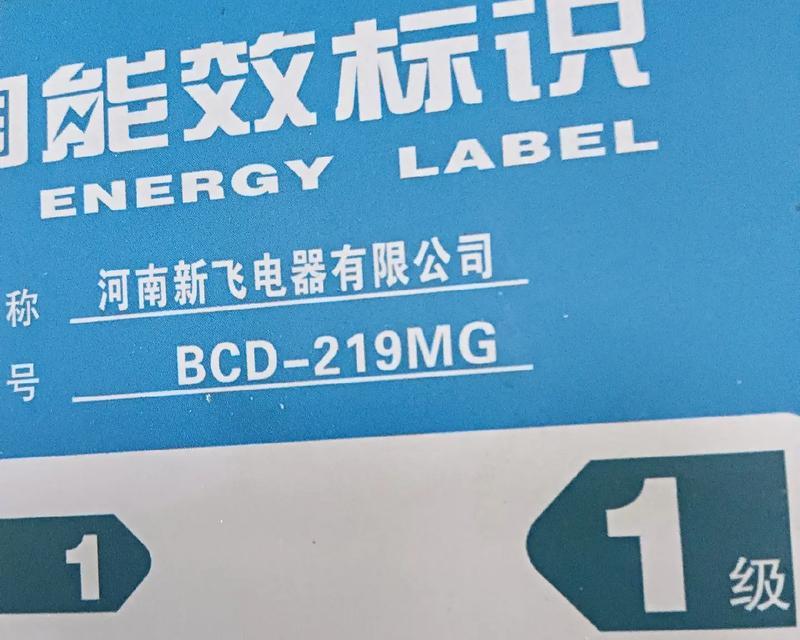 能效标识
ENERGY LABEL
称 河南新飞电器有限公司
号 BCD-219MG
1
1级